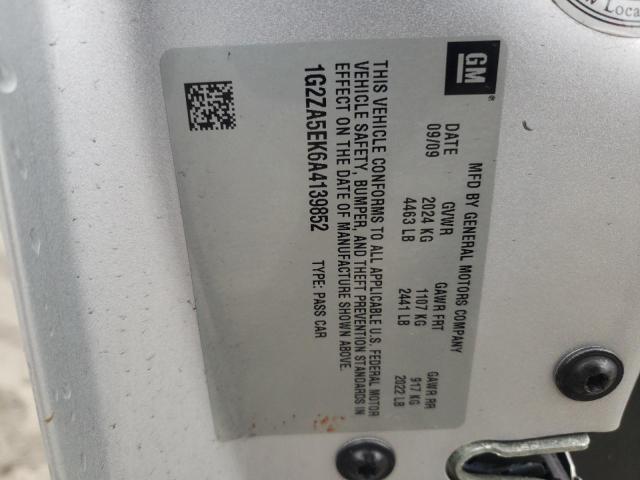 w Loca
GM
®
MFD BY GENERAL MOTORS COMPANY
DATE GVWR GAWR FRT GAWR RR
09/09 2024 KG 1107 KG 917 KG
4463 LB 2441 LB 2022 LB
THIS VEHICLE CONFORMS TO ALL APPLICABLE U.S. FEDERAL MOTOR
VEHICLE SAFETY, BUMPER, AND THEFT PREVENTION STANDARDS IN
EFFECT ON THE DATE OF MANUFACTURE SHOWN ABOVE.
1G2ZA5EK6A4139852 TYPE: PASS CAR